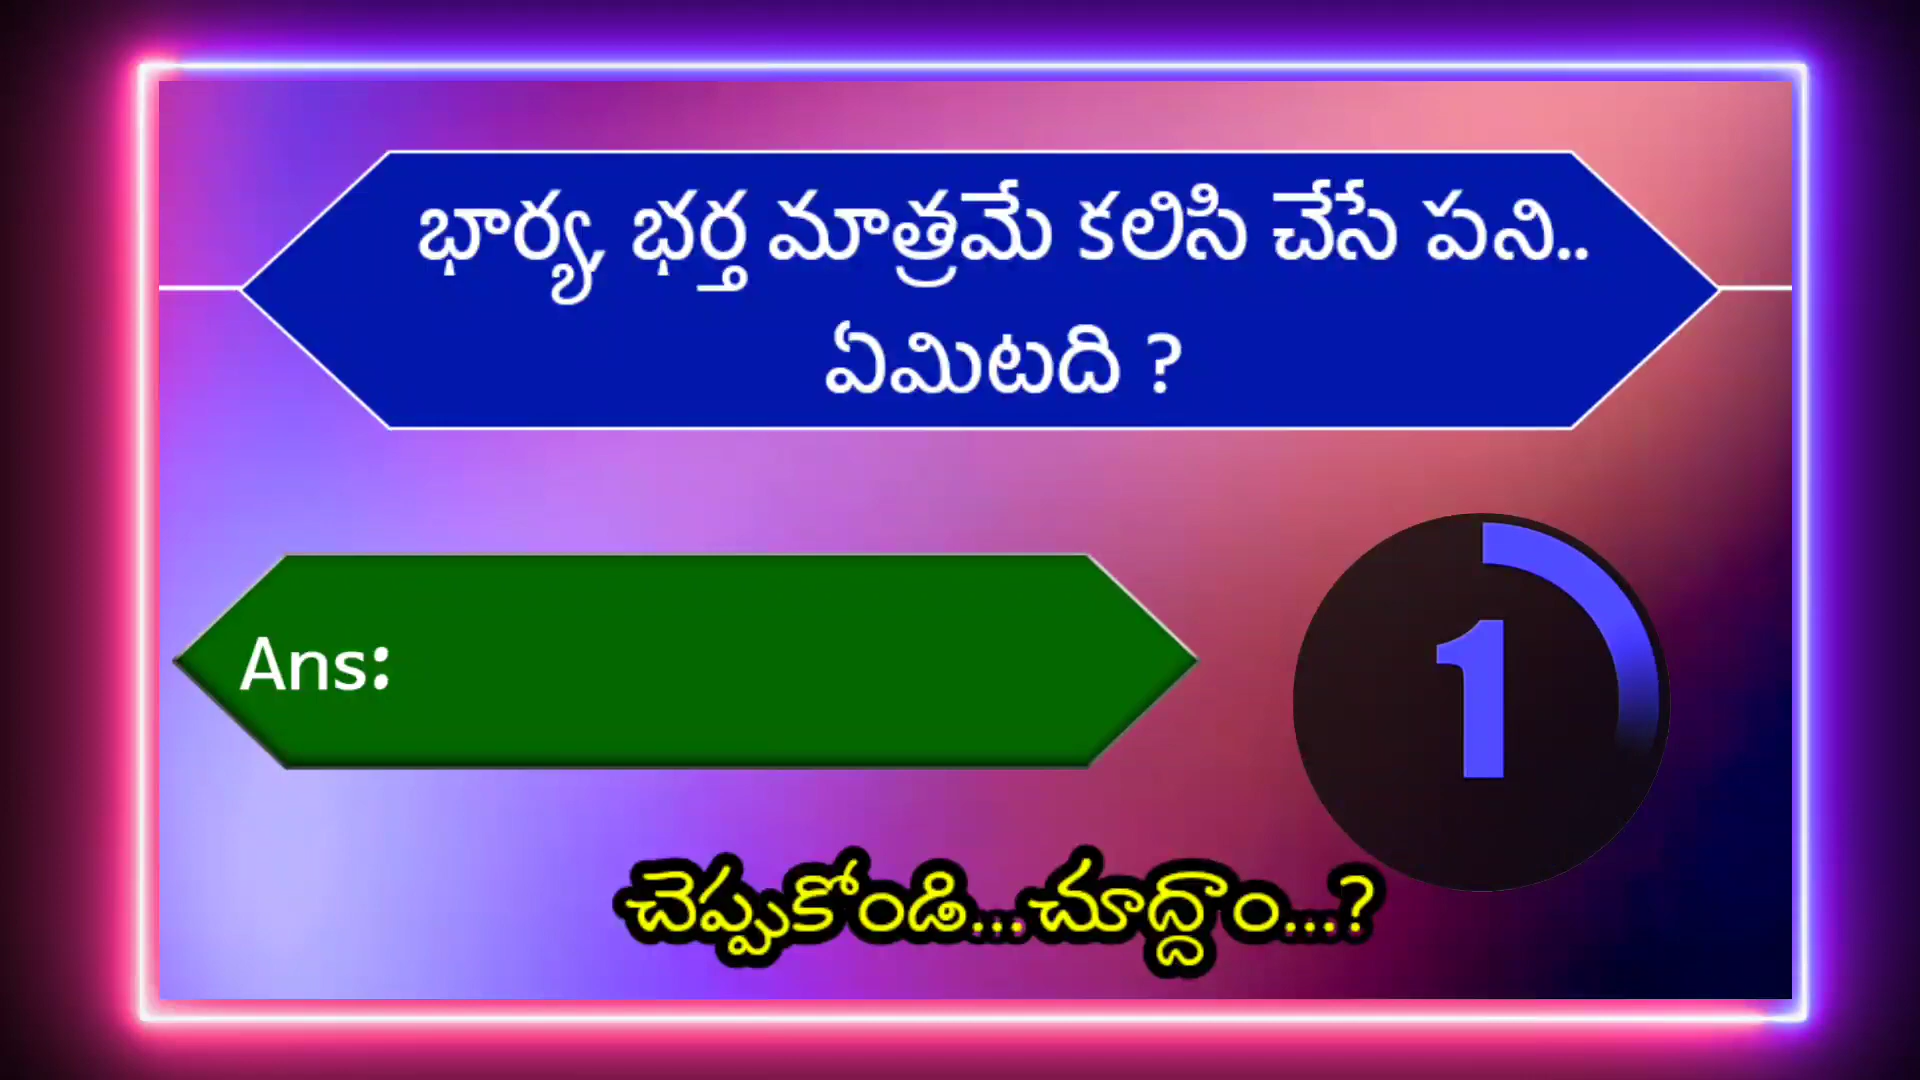 భార్య, భర్త మాత్రమే కలిసి చేసే పని..
ఏమిటది ?
Ans:
1
చెప్పుకోండి...చూద్దాం...?